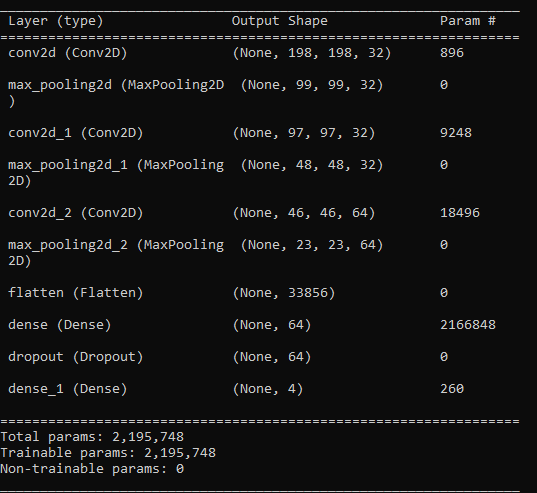 Layer (type) Output Shape Param #
=================================================================
conv2d (Conv2D) (None, 198, 198, 32) 896
max_pooling2d (MaxPooling2D (None, 99, 99, 32) 0
)
conv2d_1 (Conv2D) (None, 97, 97, 32) 9248
max_pooling2d_1 (MaxPooling (None, 48, 48, 32) 0
2D)
conv2d_2 (Conv2D) (None, 46, 46, 64) 18496
max_pooling2d_2 (MaxPooling (None, 23, 23, 64) 0
2D)
flatten (Flatten) (None, 33856) 0
dense (Dense) (None, 64) 2166848
dropout (Dropout) (None, 64) 0
dense_1 (Dense) (None, 4) 260
=================================================================
Total params: 2,195,748
Trainable params: 2,195,748
Non-trainable params: 0